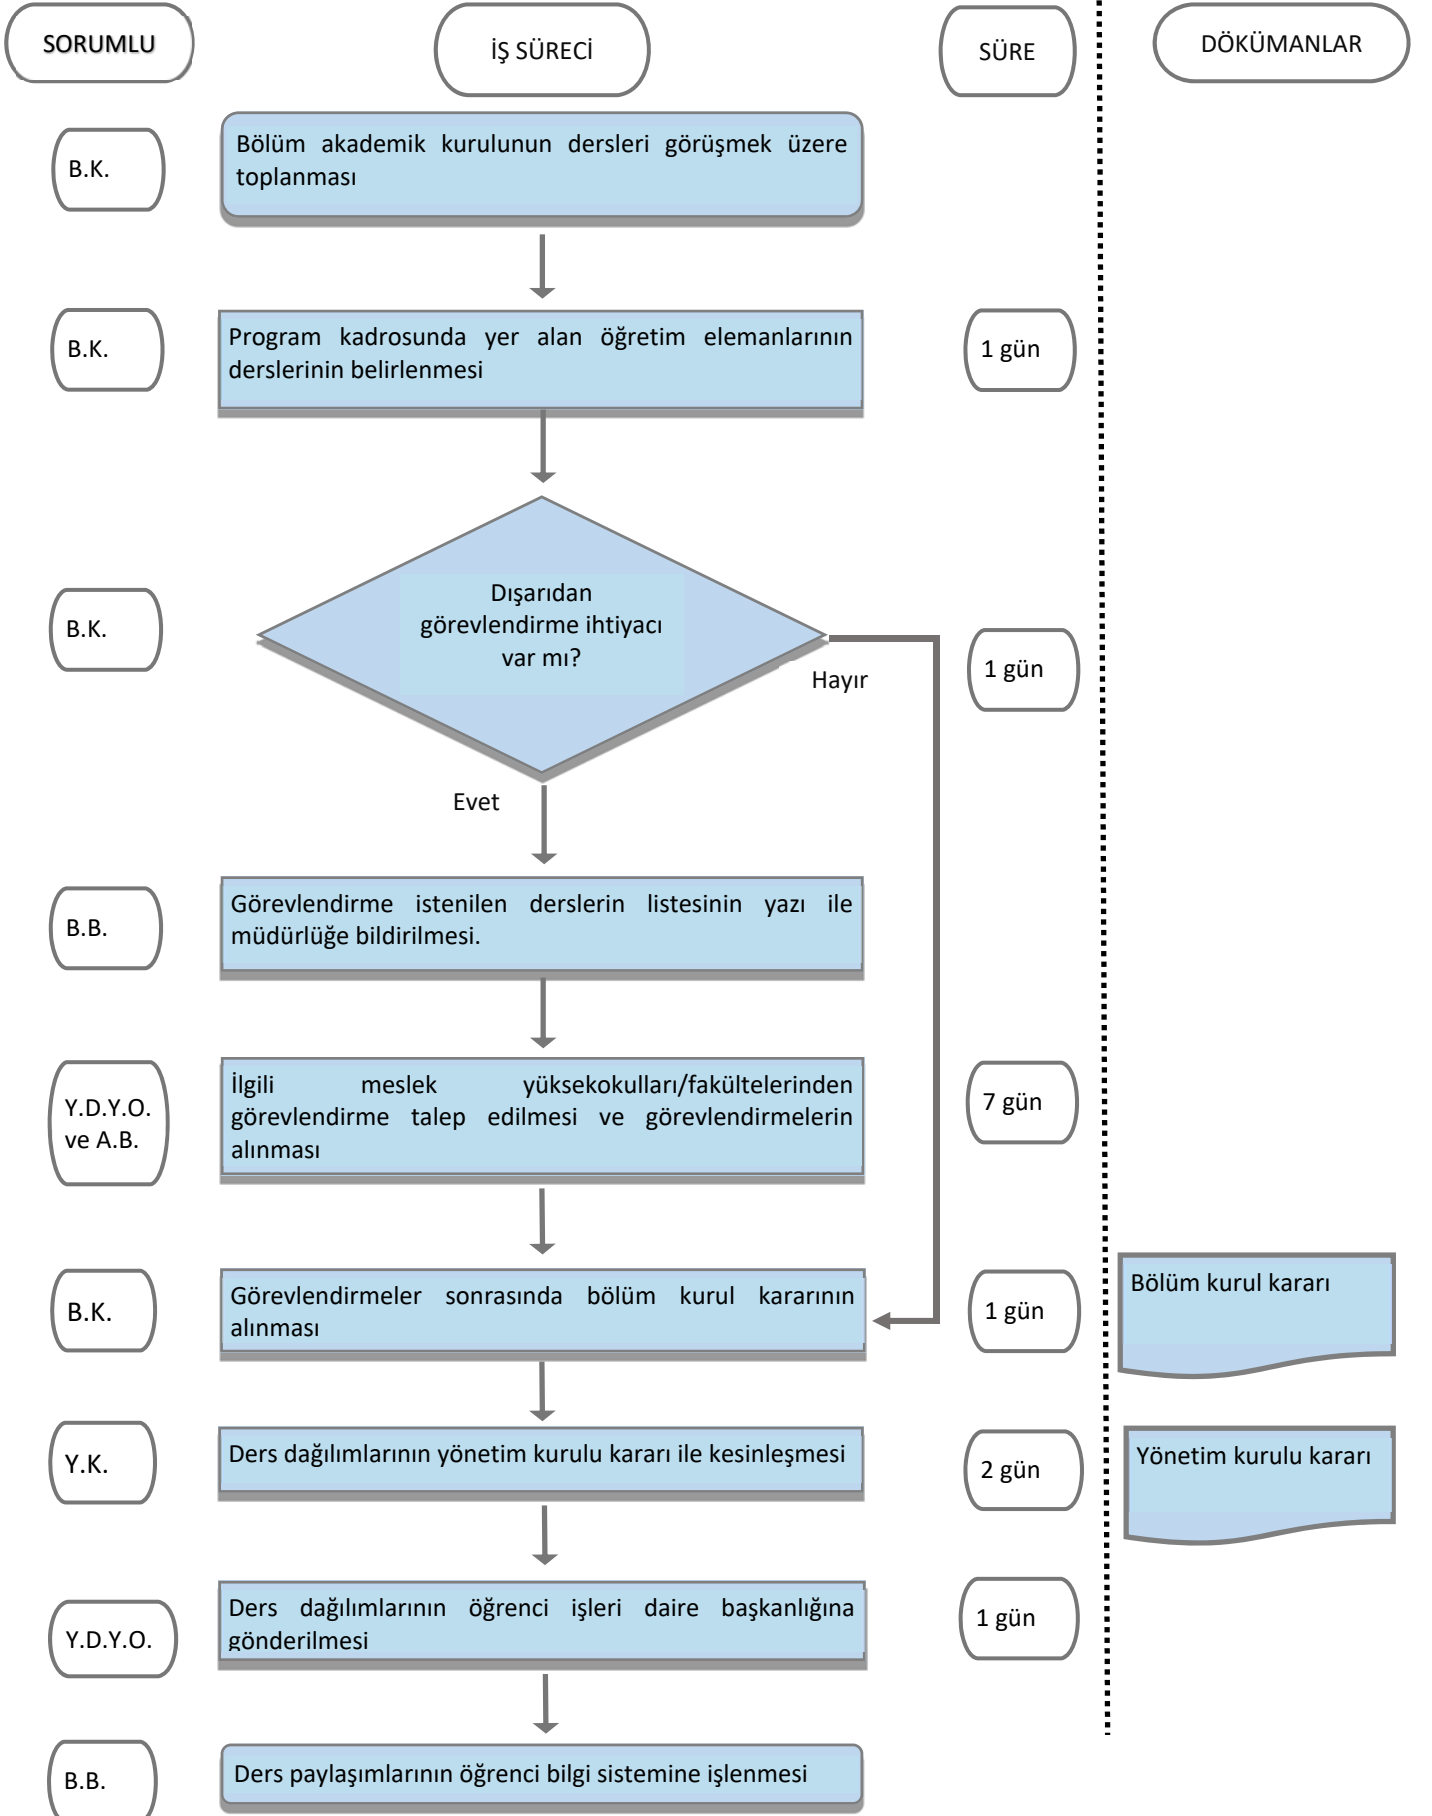 SORUMLU
İŞ SÜRECİ
SÜRE
DÖKÜMANLAR
B.K.
Bölüm akademik kurulunun dersleri görüşmek üzere
toplanması
B.K.
Program kadrosunda yer alan öğretim elemanlarının
derslerinin belirlenmesi
1 gün
B.K.
Dışarıdan
görevlendirme ihtiyacı
var mı?
Hayır
1 gün
Evet
B.B.
Görevlendirme istenilen derslerin listesinin yazı ile
müdürlüğe bildirilmesi.
Y.D.Y.O.
ve A.B.
İlgili meslek yüksekokulları/fakültelerinden
görevlendirme talep edilmesi ve görevlendirmelerin
alınması
7 gün
B.K.
Görevlendirmeler sonrasında bölüm kurul kararının
alınması
1 gün
Bölüm kurul kararı
Y.K.
Ders dağılımlarının yönetim kurulu kararı ile kesinleşmesi
2 gün
Yönetim kurulu kararı
Y.D.Y.O.
Ders dağılımlarının öğrenci işleri daire başkanlığına
gönderilmesi
1 gün
B.B.
Ders paylaşımlarının öğrenci bilgi sistemine işlenmesi